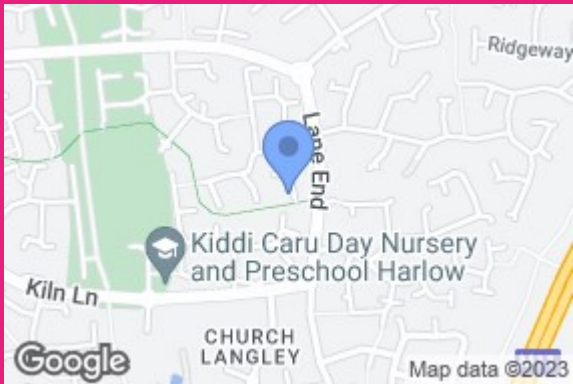 Ridgeway
Lane End
Kiddi Caru Day Nursery
and Preschool Harlow
Kiln Ln
CHURCH
LANGLEY
Google
Map data ©2023